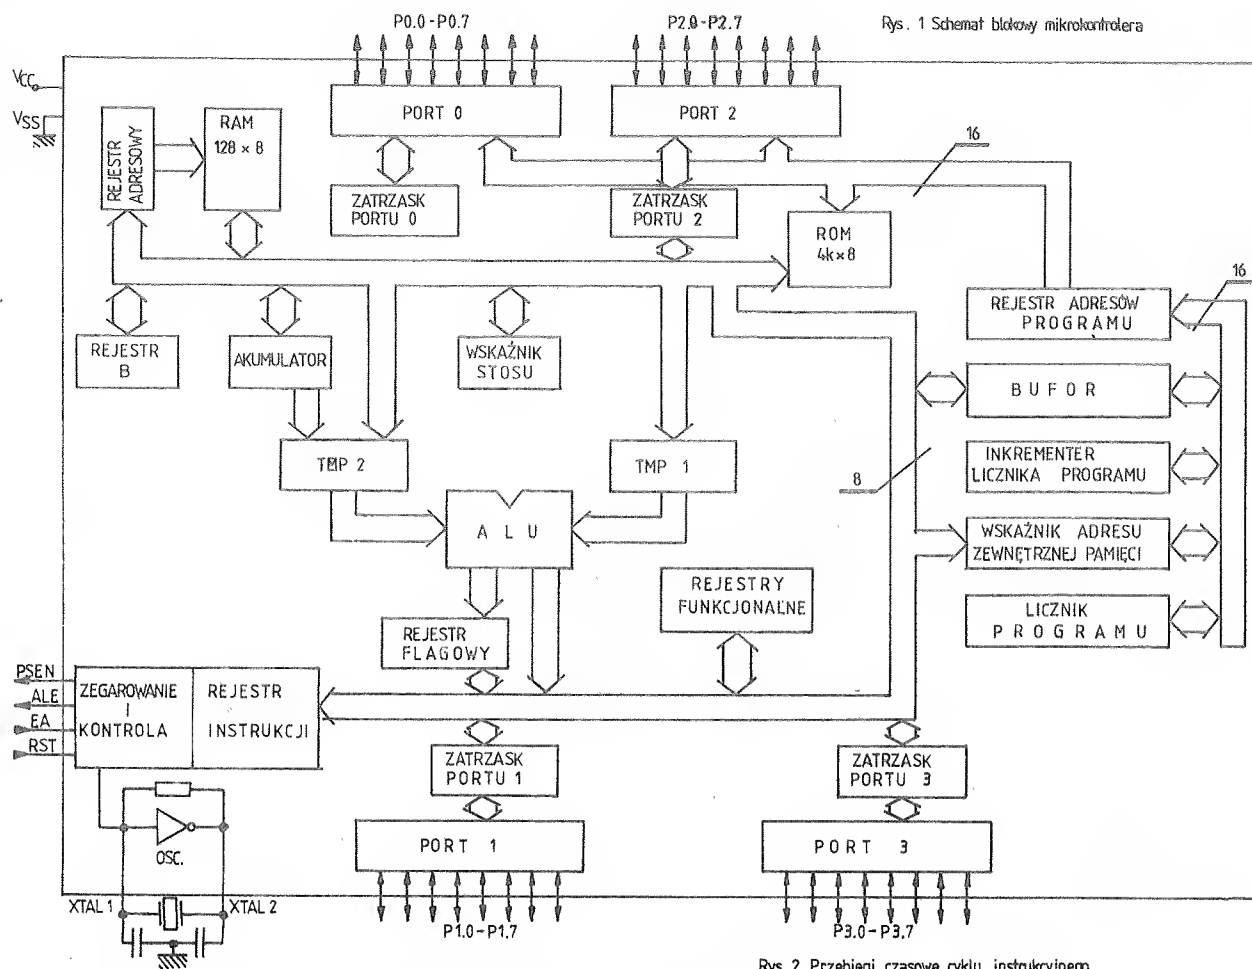 P0.0-P0.7
P2.0-P2.7
Rys. 1 Schemat blokowy mikrokontrolera
VCC
VSS
REJESTR
ADRESOWY
RAM
128 × 8
PORT 0
PORT 2
16
ZATRZASK
PORTU 0
ZATRZASK
PORTU 2
ROM
4k×8
16
REJESTR ADRESÓW
PROGRAMU
REJESTR
B
AKUMULATOR
WSKAŹNIK
STOSU
BUFOR
TMP 2
TMP 1
INKREMENTER
LICZNIKA PROGRAMU
8
ALU
WSKAŹNIK ADRESU
ZEWNĘTRZNEJ PAMIĘCI
REJESTRY
FUNKCJONALNE
LICZNIK
PROGRAMU
REJESTR
FLAGOWY
PSEN
ALE
EA
RST
ZEGAROWANIE
I
KONTROLA
REJESTR
INSTRUKCJI
ZATRZASK
PORTU 1
ZATRZASK
PORTU 3
OSC.
PORT 1
PORT 3
XTAL 1
XTAL 2
P1.0-P1.7
P3.0-P3.7
Rys. 2 Przebiegi czasowe cyklu instrukcyjnego